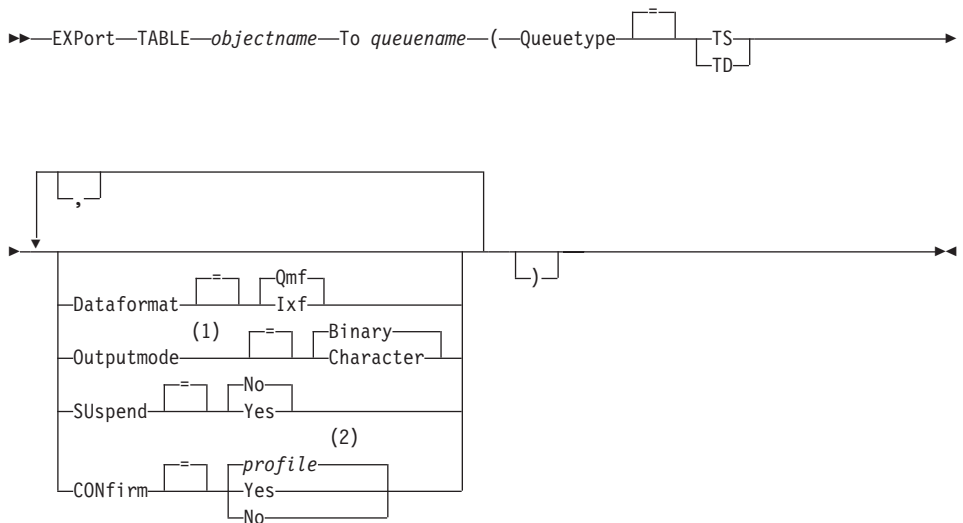 =
►►—EXPort—TABLE—objectname—To queuename—(—Queuetype = TS
TD
,
Dataformat = Qmf
Ixf
(1)
Outputmode = Binary
Character
SUspend = No
Yes
(2)
CONfirm = profile
Yes
No
)